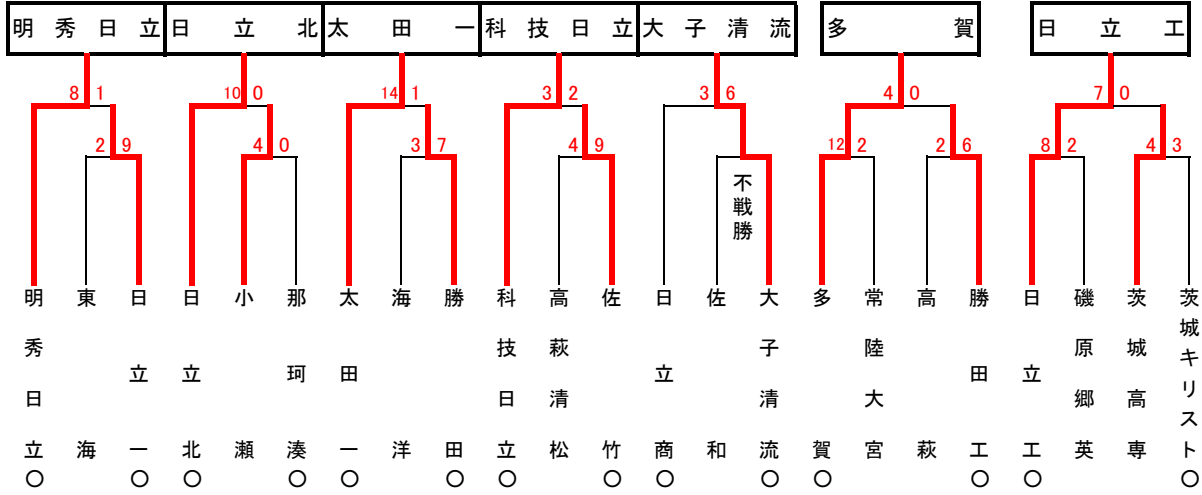 明秀日立 日立北 太田一 科技日立 大子清流 多賀 日立工
8 1 10 0 14 1 3 2 3 6 4 0 7 0
2 9 4 0 3 7 4 9 12 2 2 6 8 2 4 3
不戦勝
明秀日立○
東海
日立一○
日立北○
小瀬
那珂湊○
太田一○
海洋
勝田○
科技日立○
高萩清松
佐竹○
日立商○
佐和
大子清流○
多賀○
常陸大宮
高萩
勝田工○
日立工○
磯原郷英
茨城高専
茨城キリスト○